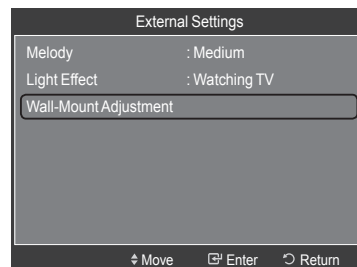 External Settings
Melody : Medium
Light Effect : Watching TV
Wall-Mount Adjustment
Move Enter Return